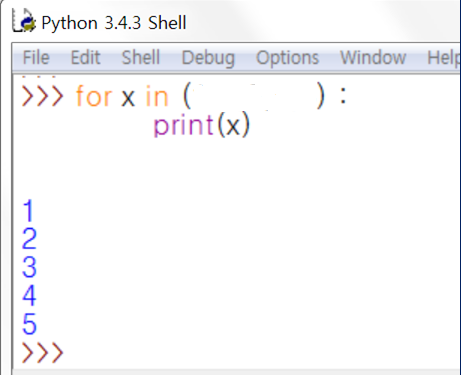 Python 3.4.3 Shell
File Edit Shell Debug Options Window Help
>>> for x in ( ) :
print(x)
1
2
3
4
5
>>>